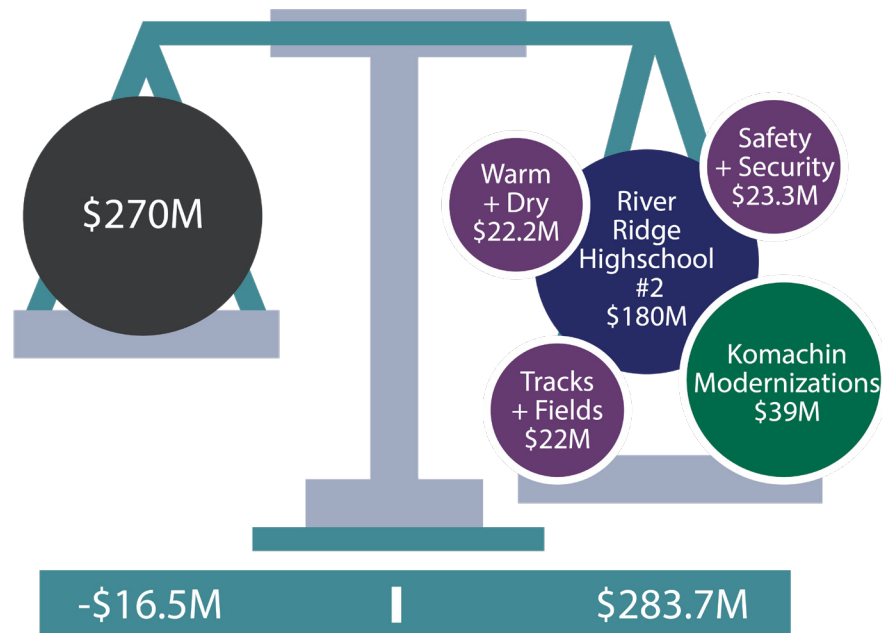 $270M
Warm
+ Dry
$22.2M
River
Ridge
Highschool
#2
$180M
Safety
+ Security
$23.3M
Tracks
+ Fields
$22M
Komachin
Modernizations
$39M
-$16.5M
$283.7M